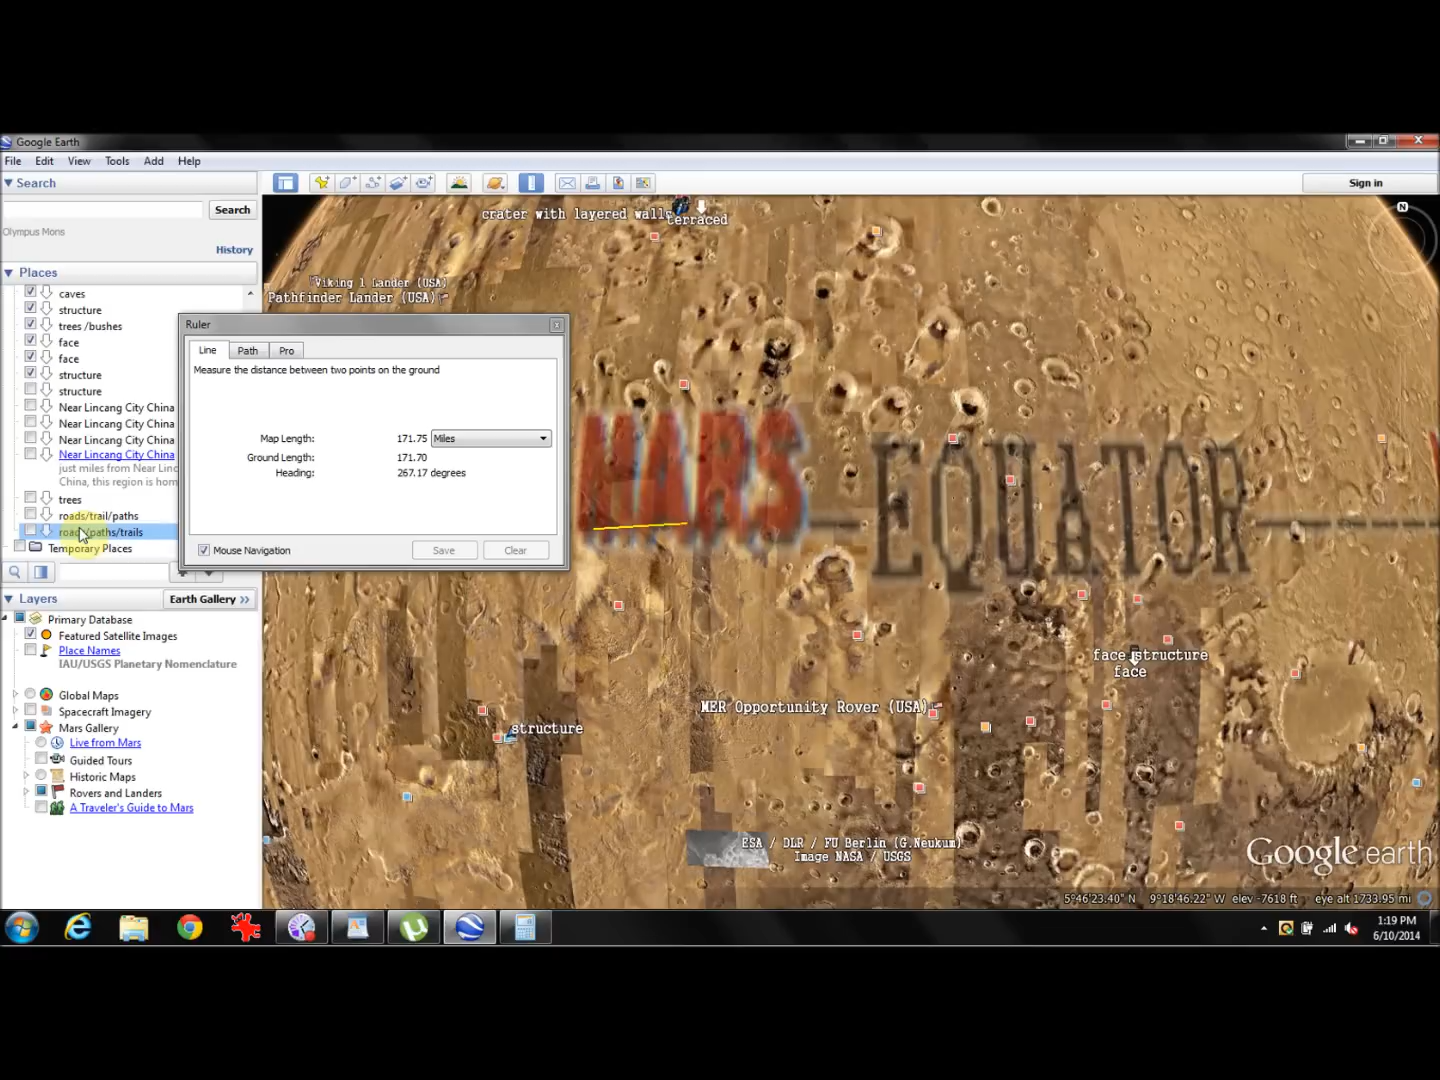 Google Earth
File Edit View Tools Add Help
Search
Sign in
Search
Olympus Mons
History
Places
caves
structure
trees /bushes
face
face
structure
structure
Near Lincang City China
Near Lincang City China
Near Lincang City China
Near Lincang City China
just miles from Near Linc
China, this region is hom
trees
roads/trail/paths
roads/paths/trails
Temporary Places
Ruler
Line Path Pro
Measure the distance between two points on the ground
Map Length: 171.75 Miles
Ground Length: 171.70
Heading: 267.17 degrees
Mouse Navigation Save Clear
Layers Earth Gallery >>
Primary Database
Featured Satellite Images
Place Names
IAU/USGS Planetary Nomenclature
Global Maps
Spacecraft Imagery
Mars Gallery
Live from Mars
Guided Tours
Historic Maps
Rovers and Landers
A Traveler's Guide to Mars
N
crater with layered walls
terraced
Viking 1 Lander (USA)
Pathfinder Lander (USA)
MARS EQUATOR
face structure
face
MER Opportunity Rover (USA)
structure
ESA / DLR / FU Berlin (G.Neukum)
Image NASA / USGS
Google earth
5°46'23.40" N 9°18'46.22" W elev -7618 ft eye alt 1733.95 mi
1:19 PM
6/10/2014